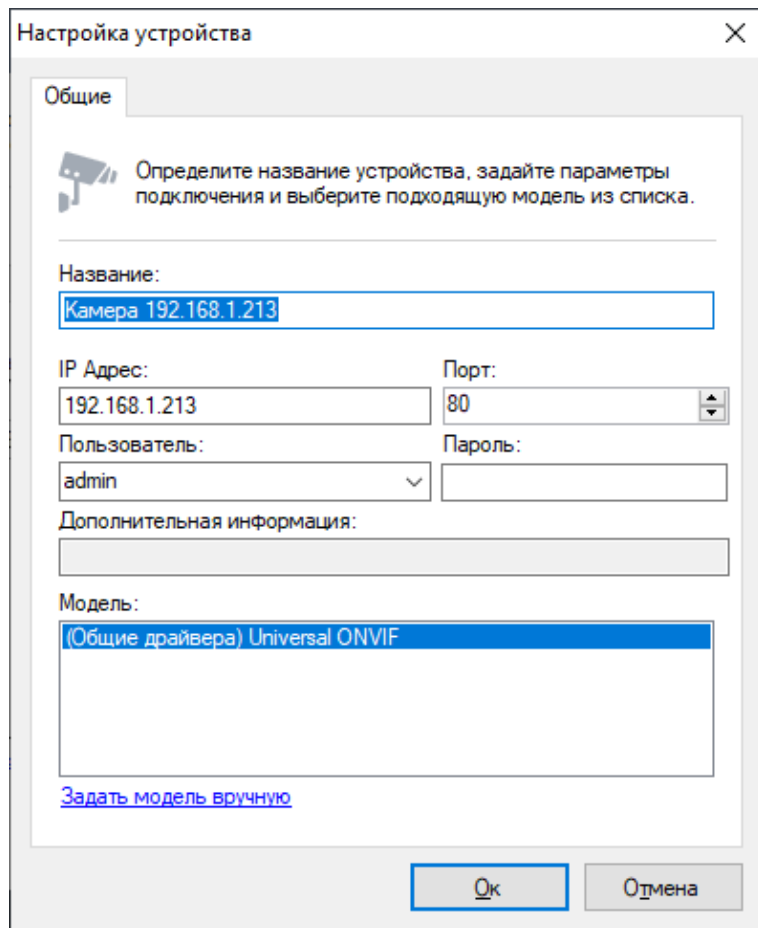 Настройка устройства
Общие
Определите название устройства, задайте параметры
подключения и выберите подходящую модель из списка.
Название:
Камера 192.168.1.213
IP Адрес:
Порт:
192.168.1.213
80
Пользователь:
Пароль:
admin
Дополнительная информация:
Модель:
(Общие драйвера) Universal ONVIF
Задать модель вручную
Ок
Отмена